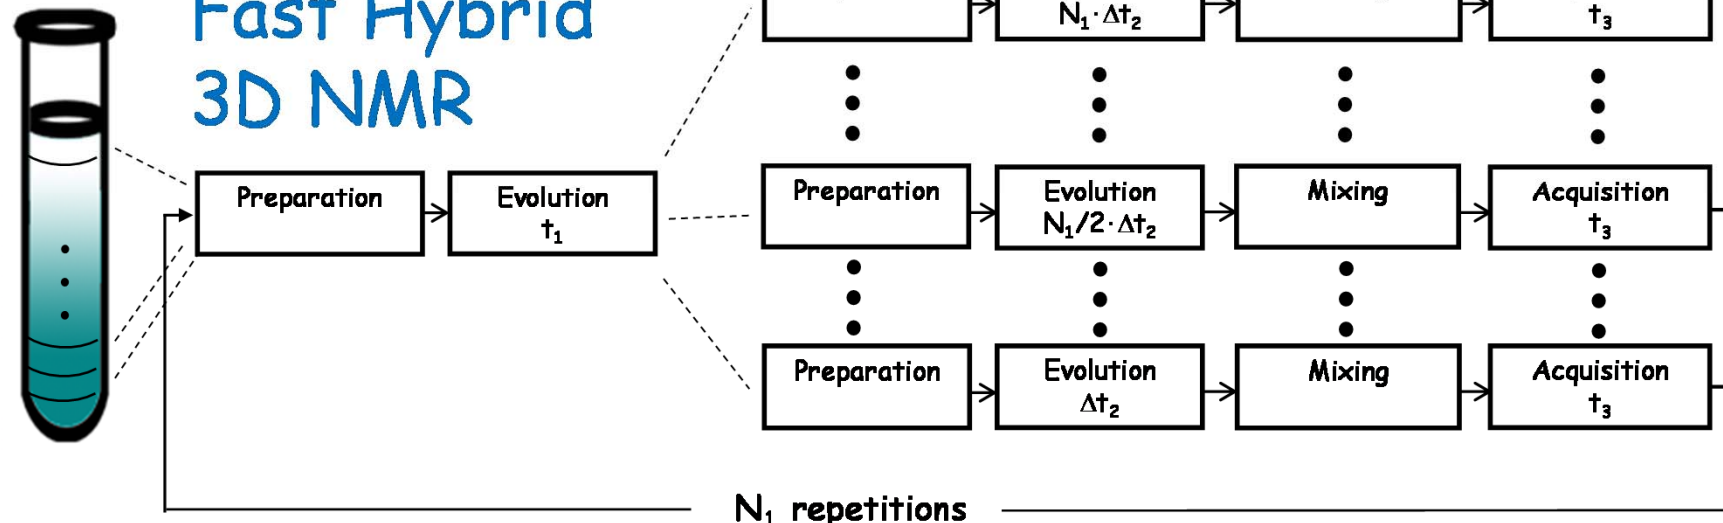 Fast Hybrid
3D NMR
N₁·Δt₂
t₃
Preparation
Evolution
t₁
Preparation
Evolution
N₁/2·Δt₂
Mixing
Acquisition
t₃
Preparation
Evolution
Δt₂
Mixing
Acquisition
t₃
N₁ repetitions